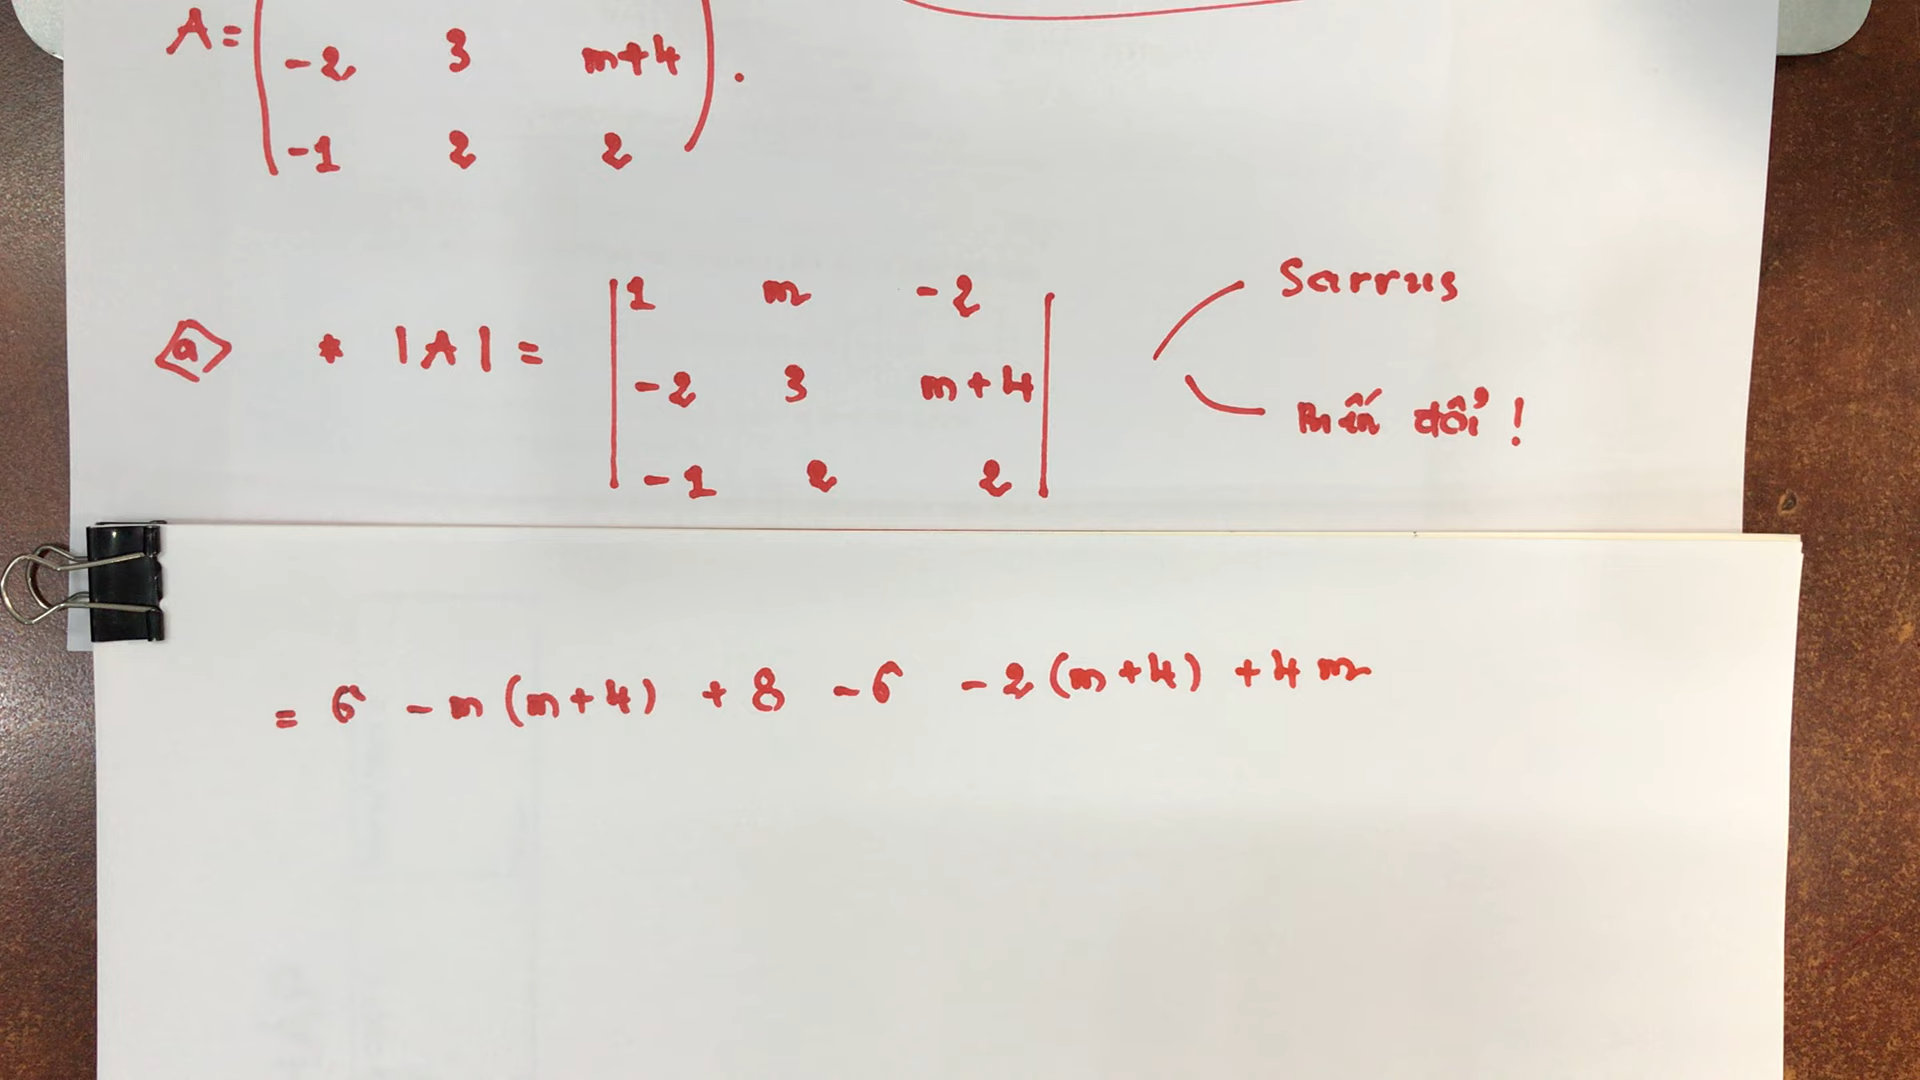 A = ( -2 3 m+4 ) .
-1 2 2
a * |A| = | 1 m -2 | Sarrus
-2 3 m+4 Biến đổi !
-1 2 2
= 6 - m (m+4) + 8 - 6 - 2 (m+4) + 4m